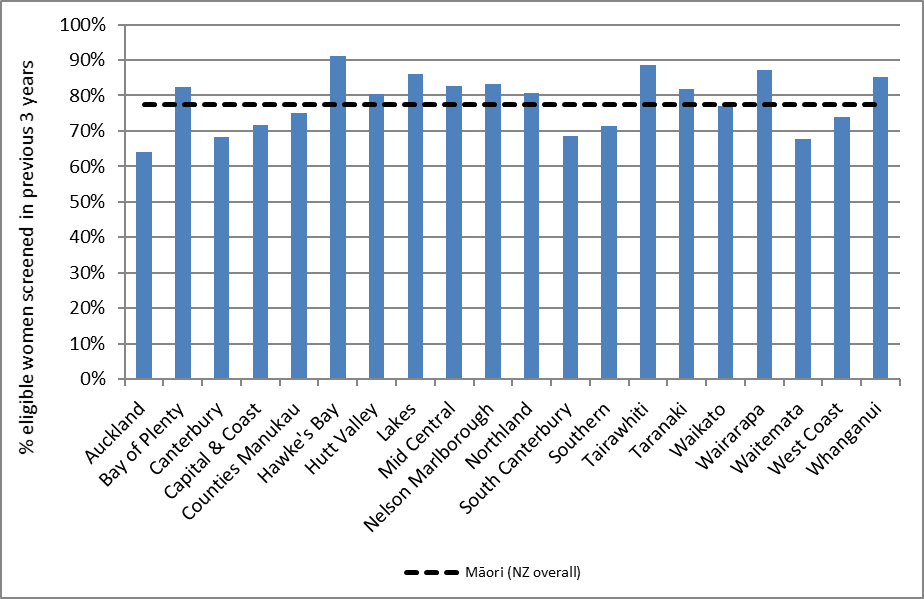 % eligible women screened in previous 3 years
100%
90%
80%
70%
60%
50%
40%
30%
20%
10%
0%
Auckland
Bay of Plenty
Canterbury
Capital & Coast
Counties Manukau
Hawke's Bay
Hutt Valley
Lakes
Mid Central
Nelson Marlborough
Northland
South Canterbury
Southern
Tairawhiti
Taranaki
Waikato
Wairarapa
Waitemata
West Coast
Whanganui
Māori (NZ overall)